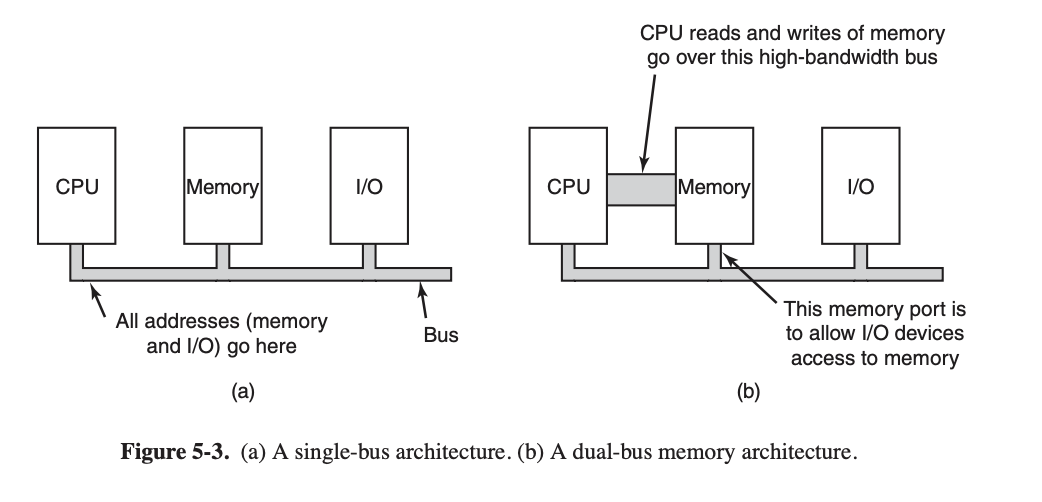 CPU reads and writes of memory
go over this high-bandwidth bus
CPU
Memory
I/O
All addresses (memory
and I/O) go here
Bus
(a)
CPU
Memory
I/O
This memory port is
to allow I/O devices
access to memory
(b)
Figure 5-3. (a) A single-bus architecture. (b) A dual-bus memory architecture.